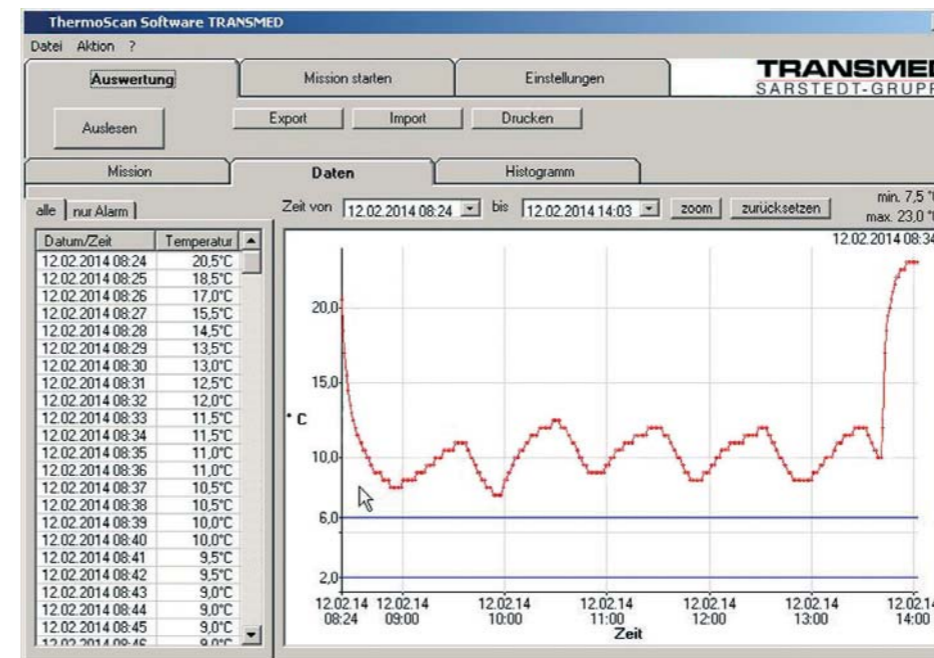 ThermoScan Software TRANSMED
Datei Aktion ?
Auswertung Mission starten Einstellungen
TRANSMED
SARSTEDT-GRUPP
Auslesen Export Import Drucken
Mission Daten Histogramm
alle nur Alarm
Zeit von 12.02.2014 08:24 bis 12.02.2014 14:03 zoom zurücksetzen
min. 7,5 °C
max. 23,0 °C
12.02.2014 08:34
Datum/Zeit Temperatur
12.02.2014 08:24 20,5°C
12.02.2014 08:25 18,5°C
12.02.2014 08:26 17,0°C
12.02.2014 08:27 15,5°C
12.02.2014 08:28 14,5°C
12.02.2014 08:29 13,5°C
12.02.2014 08:30 13,0°C
12.02.2014 08:31 12,5°C
12.02.2014 08:32 12,0°C
12.02.2014 08:33 11,5°C
12.02.2014 08:34 11,5°C
12.02.2014 08:35 11,0°C
12.02.2014 08:36 11,0°C
12.02.2014 08:37 10,5°C
12.02.2014 08:38 10,5°C
12.02.2014 08:39 10,0°C
12.02.2014 08:40 10,0°C
12.02.2014 08:41 9,5°C
12.02.2014 08:42 9,5°C
12.02.2014 08:43 9,0°C
12.02.2014 08:44 9,0°C
12.02.2014 08:45 9,0°C
12.02.2014 08:46 9,0°C
20,0
15,0
° C
10,0
6,0
2,0
12.02.14 12.02.14 12.02.14 12.02.14 12.02.14 12.02.14 12.02.14
08:24 09:00 10:00 11:00 12:00 13:00 14:00
Zeit